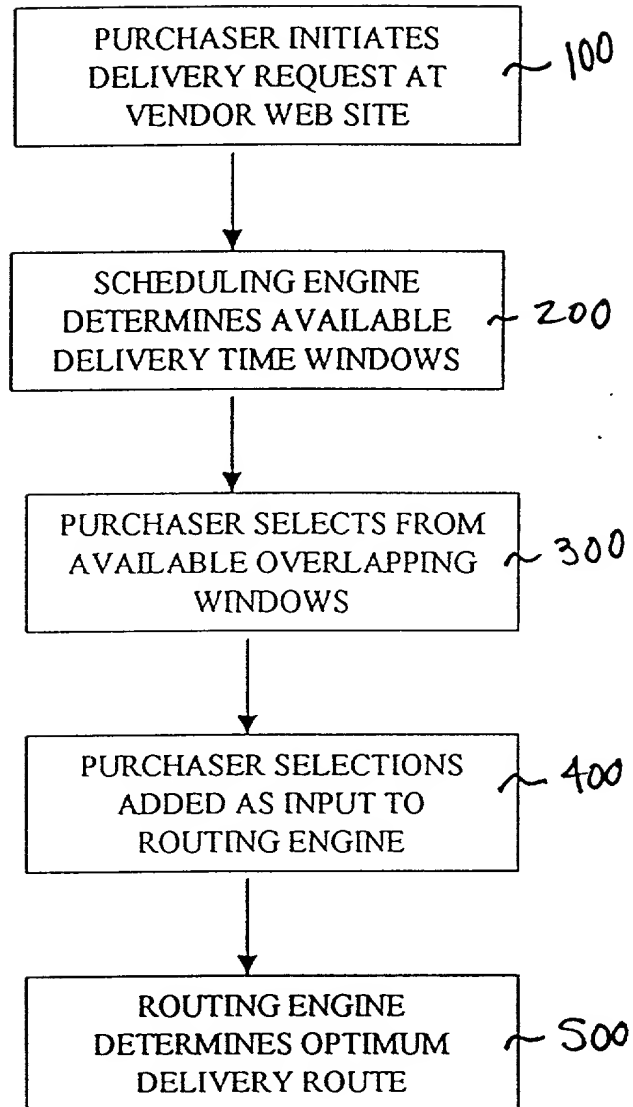 PURCHASER INITIATES
DELIVERY REQUEST AT
VENDOR WEB SITE
100
SCHEDULING ENGINE
DETERMINES AVAILABLE
DELIVERY TIME WINDOWS
200
PURCHASER SELECTS FROM
AVAILABLE OVERLAPPING
WINDOWS
300
PURCHASER SELECTIONS
ADDED AS INPUT TO
ROUTING ENGINE
400
ROUTING ENGINE
DETERMINES OPTIMUM
DELIVERY ROUTE
500